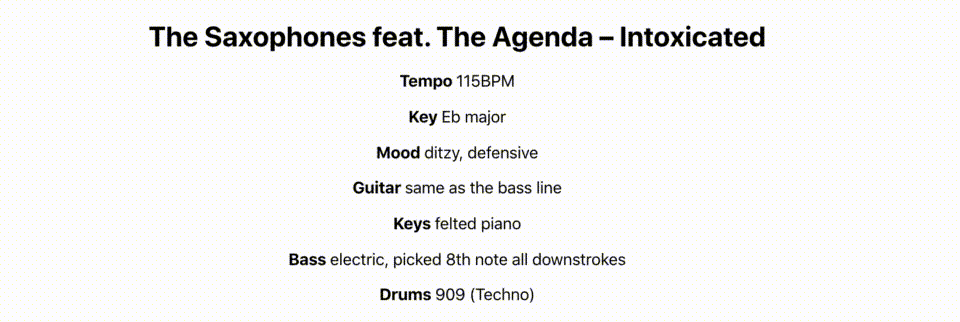 The Saxophones feat. The Agenda – Intoxicated
Tempo 115BPM
Key Eb major
Mood ditzy, defensive
Guitar same as the bass line
Keys felted piano
Bass electric, picked 8th note all downstrokes
Drums 909 (Techno)